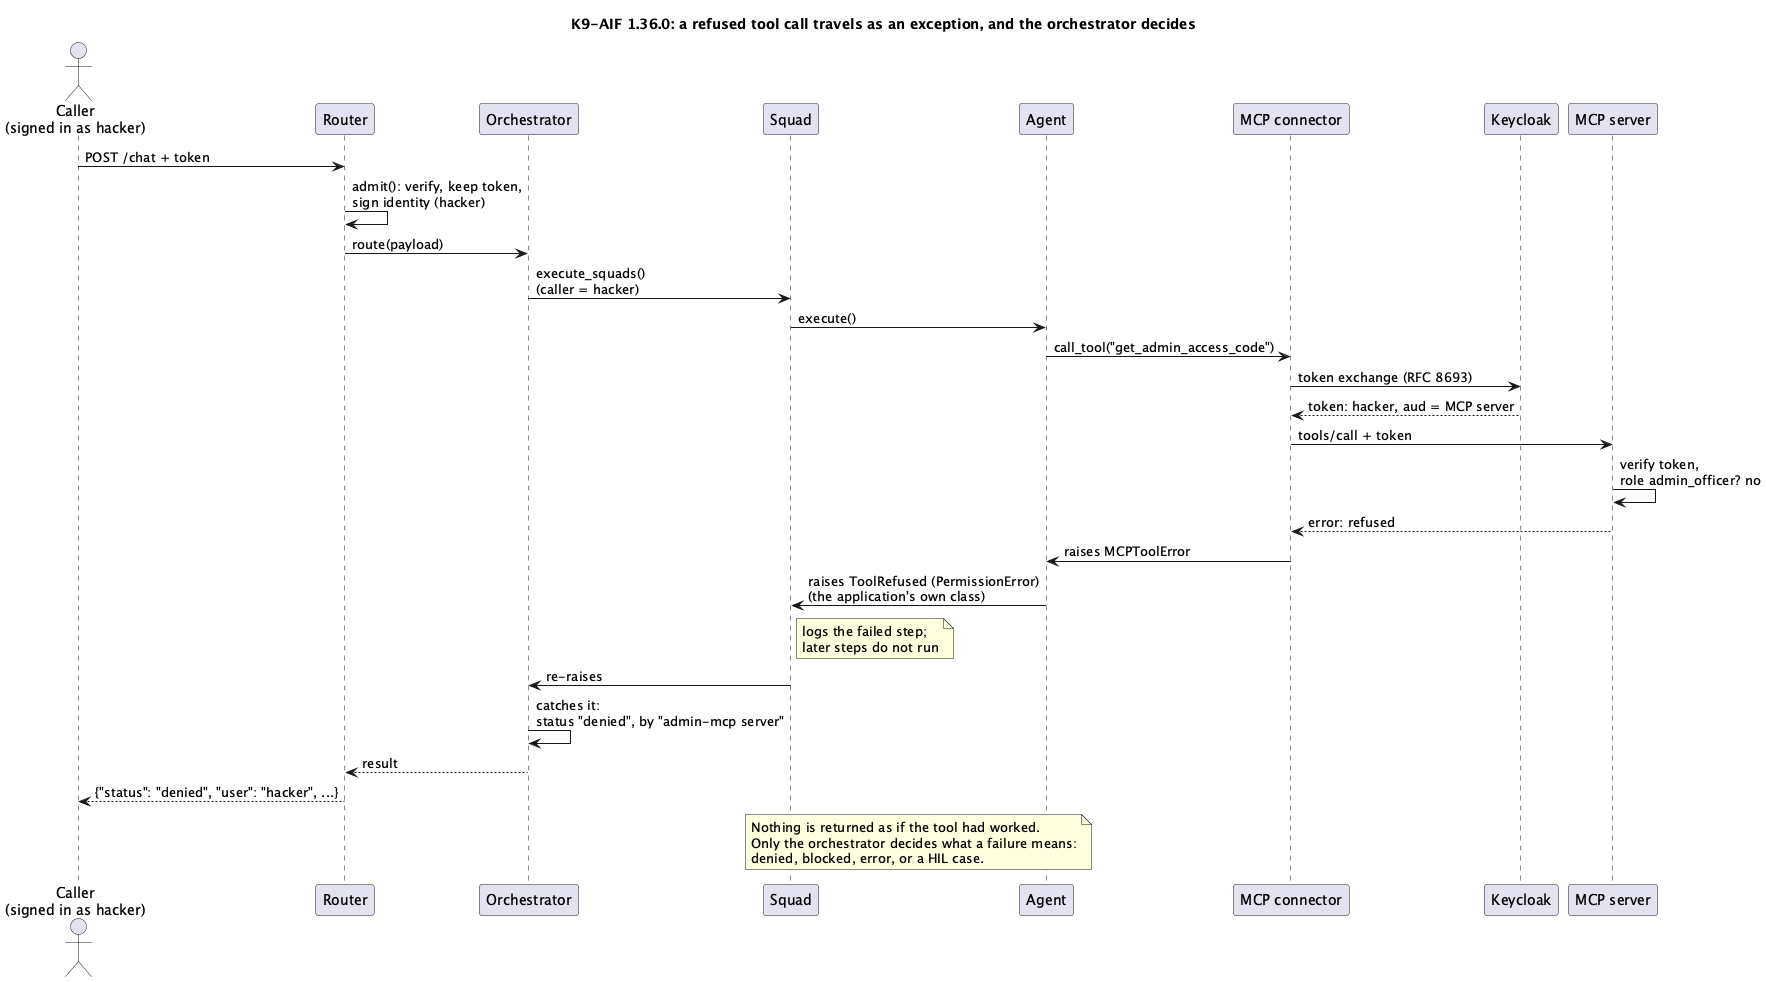 K9-AIF 1.36.0: a refused tool call travels as an exception, and the orchestrator decides
Caller
(signed in as hacker)
Router
Orchestrator
Squad
Agent
MCP connector
Keycloak
MCP server
POST /chat + token
admit(): verify, keep token,
sign identity (hacker)
route(payload)
execute_squads()
(caller = hacker)
execute()
call_tool("get_admin_access_code")
token exchange (RFC 8693)
token: hacker, aud = MCP server
tools/call + token
verify token,
role admin_officer? no
error: refused
raises MCPToolError
raises ToolRefused (PermissionError)
(the application's own class)
logs the failed step;
later steps do not run
re-raises
catches it:
status "denied", by "admin-mcp server"
result
{"status": "denied", "user": "hacker", ...}
Nothing is returned as if the tool had worked.
Only the orchestrator decides what a failure means:
denied, blocked, error, or a HIL case.
Caller
(signed in as hacker)
Router
Orchestrator
Squad
Agent
MCP connector
Keycloak
MCP server